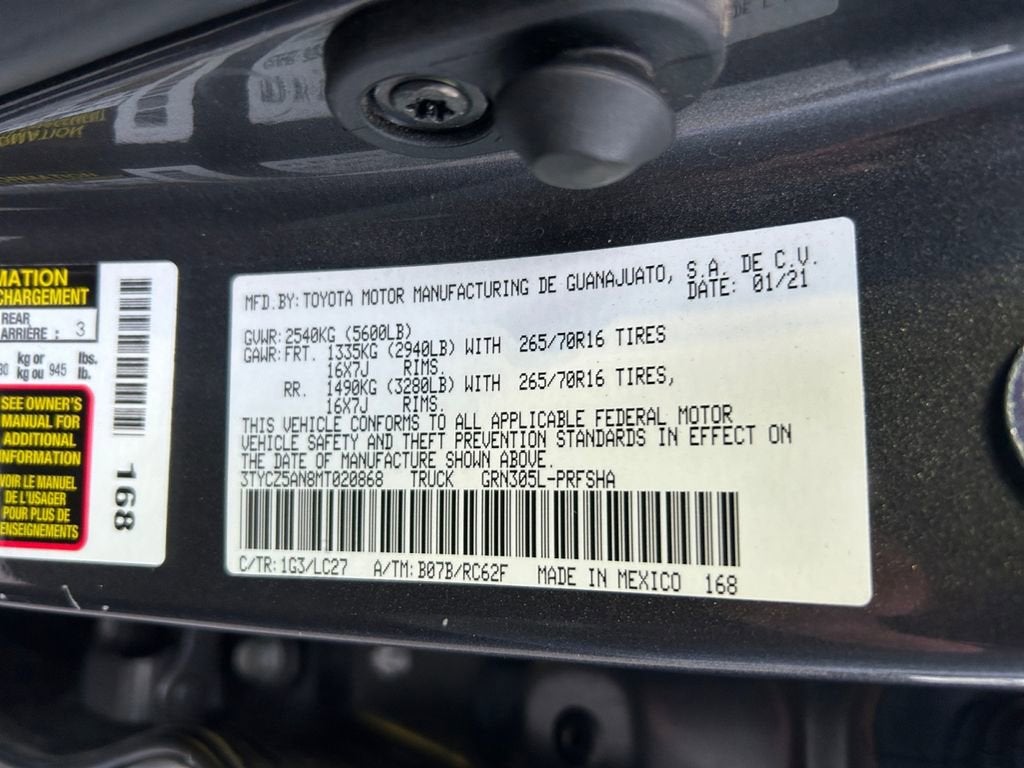 MATION
CHARGEMENT
REAR
ARRIÈRE : 3
kg or lbs.
kg ou 945 lb.
SEE OWNER'S
MANUAL FOR
ADDITIONAL
INFORMATION
VOIR LE MANUEL
DE L'USAGER
POUR PLUS DE
RENSEIGNEMENTS
168
MFD.BY:TOYOTA MOTOR MANUFACTURING DE GUANAJUATO, S.A. DE C.V.
DATE: 01/21
GVWR:2540KG (5600LB)
GAWR:FRT. 1335KG (2940LB) WITH 265/70R16 TIRES
16X7J RIMS.
RR. 1490KG (3280LB) WITH 265/70R16 TIRES,
16X7J RIMS.
THIS VEHICLE CONFORMS TO ALL APPLICABLE FEDERAL MOTOR
VEHICLE SAFETY AND THEFT PREVENTION STANDARDS IN EFFECT ON
THE DATE OF MANUFACTURE SHOWN ABOVE.
3TYCZ5AN8MT020868 TRUCK GRN305L-PRFSHA
C/TR:1G3/LC27 A/TM:B07B/RC62F MADE IN MEXICO 168